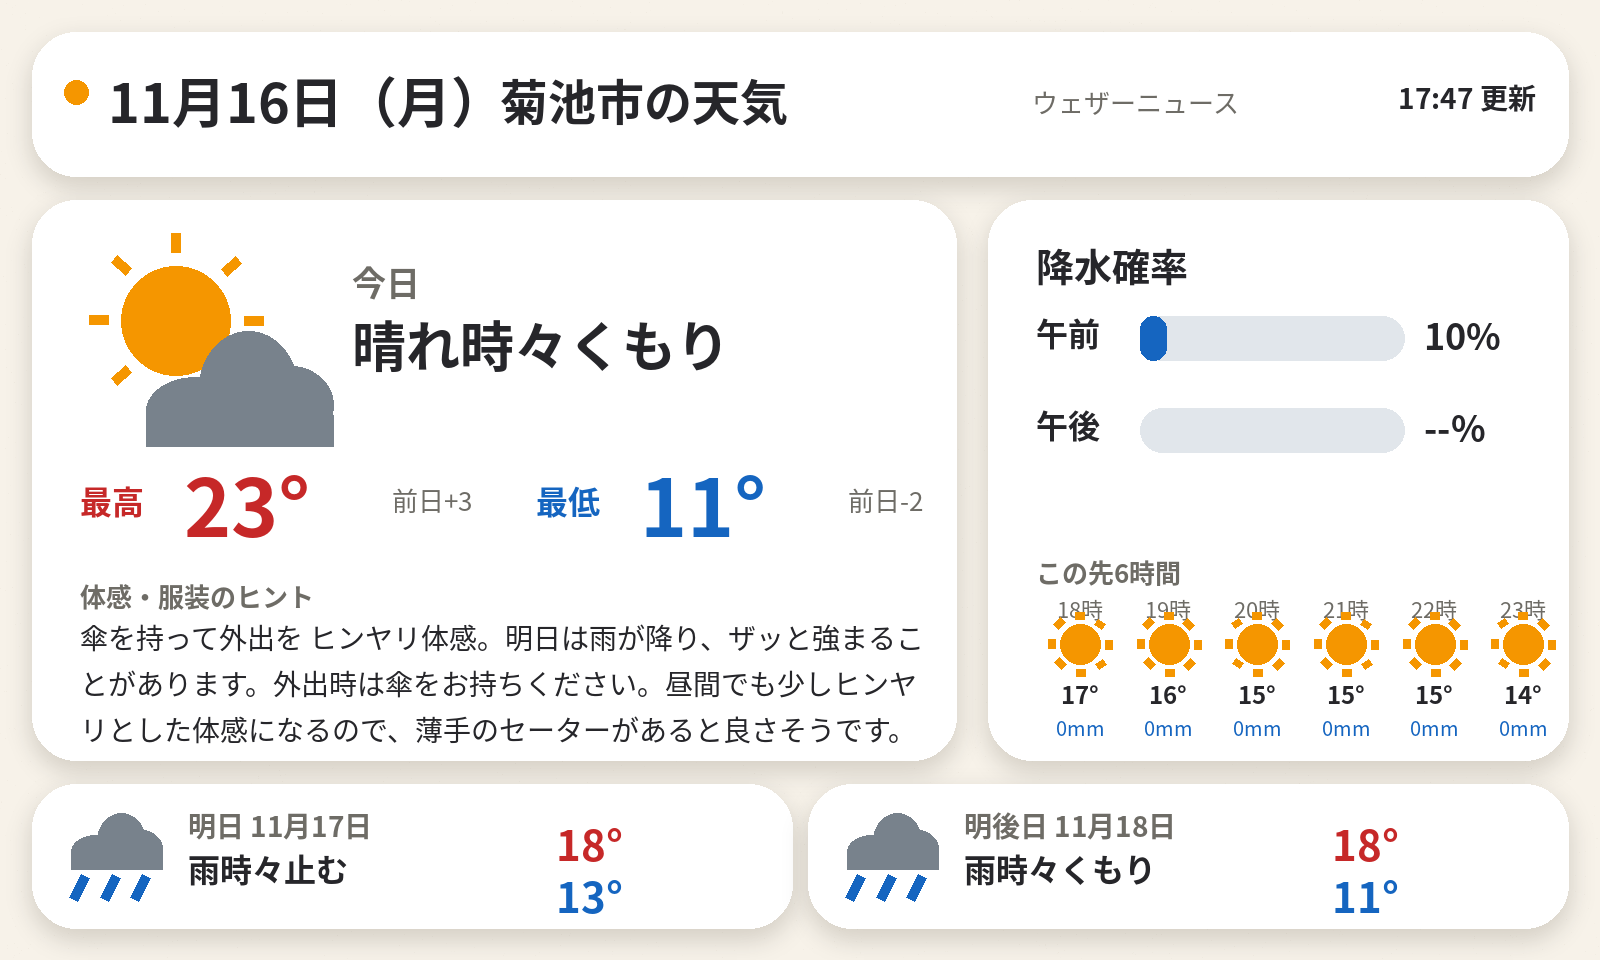 11月16日（月）菊池市の天気
ウェザーニュース
17:47 更新
今日
晴れ時々くもり
最高 23° 前日+3 最低 11° 前日-2
体感・服装のヒント
傘を持って外出を ヒンヤリ体感。明日は雨が降り、ザッと強まるこ
とがあります。外出時は傘をお持ちください。昼間でも少しヒンヤ
リとした体感になるので、薄手のセーターがあると良さそうです。
降水確率
午前 10%
午後 --%
この先6時間
18時 19時 20時 21時 22時 23時
17° 16° 15° 15° 15° 14°
0mm 0mm 0mm 0mm 0mm 0mm
明日 11月17日
雨時々止む
18°
13°
明後日 11月18日
雨時々くもり
18°
11°